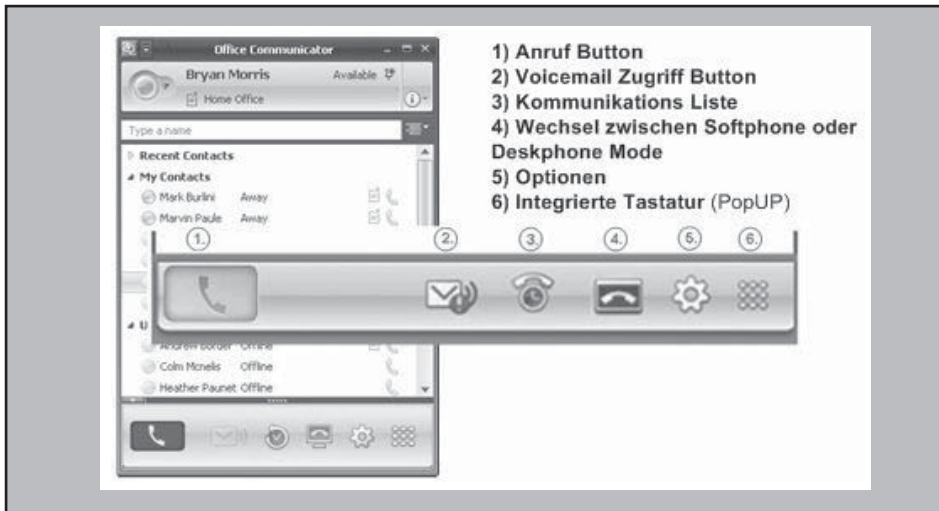 Office Communicator
Bryan Morris Available
Home Office
Type a name
Recent Contacts
My Contacts
Mark Burlini Away
Marvin Paule Away
U
Andrew Border Offline
Colm Mcnelis Offline
Heather Paunet Offline
1) Anruf Button
2) Voicemail Zugriff Button
3) Kommunikations Liste
4) Wechsel zwischen Softphone oder
Deskphone Mode
5) Optionen
6) Integrierte Tastatur (PopUP)
1. 2. 3. 4. 5. 6.